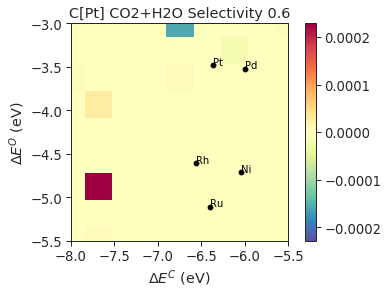 C[Pt] CO2+H2O Selectivity 0.6
−3.0
−3.5
−4.0
−4.5
−5.0
−5.5
ΔE^O (eV)
Pt
Pd
Rh
Ni
Ru
−8.0 −7.5 −7.0 −6.5 −6.0 −5.5
ΔE^C (eV)
0.0002
0.0001
0.0000
−0.0001
−0.0002